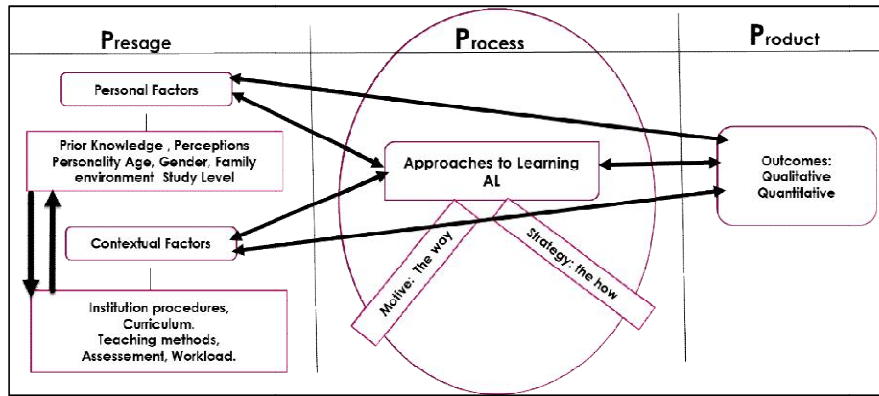 Presage
Process
Product
Personal Factors
Prior Knowledge , Perceptions
Personality Age, Gender, Family
environment Study Level
Contextual Factors
Institution procedures,
Curriculum.
Teaching methods,
Assessment, Workload.
Approaches to Learning
AL
Motive: The way
Strategy: the how
Outcomes:
Qualitative
Quantitative